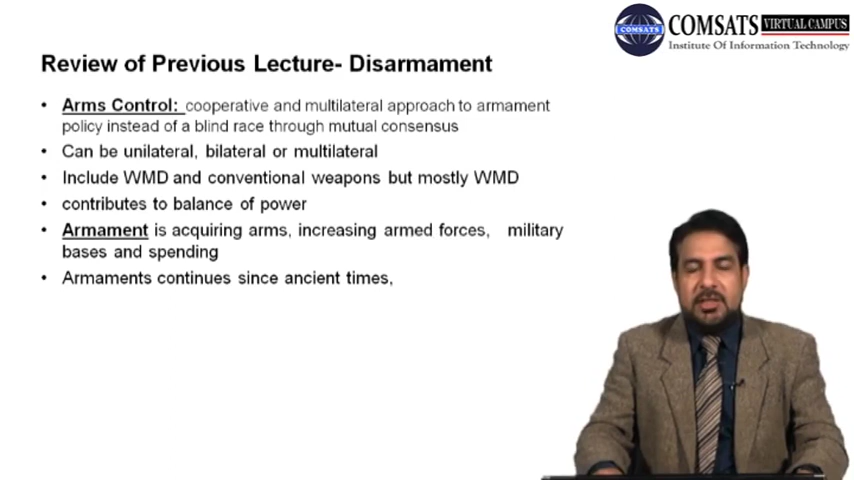 COMSATS VIRTUAL CAMPUS
COMSATS
Institute Of Information Technology
Review of Previous Lecture- Disarmament
• Arms Control: cooperative and multilateral approach to armament
policy instead of a blind race through mutual consensus
• Can be unilateral, bilateral or multilateral
• Include WMD and conventional weapons but mostly WMD
• contributes to balance of power
• Armament is acquiring arms, increasing armed forces, military
bases and spending
• Armaments continues since ancient times,